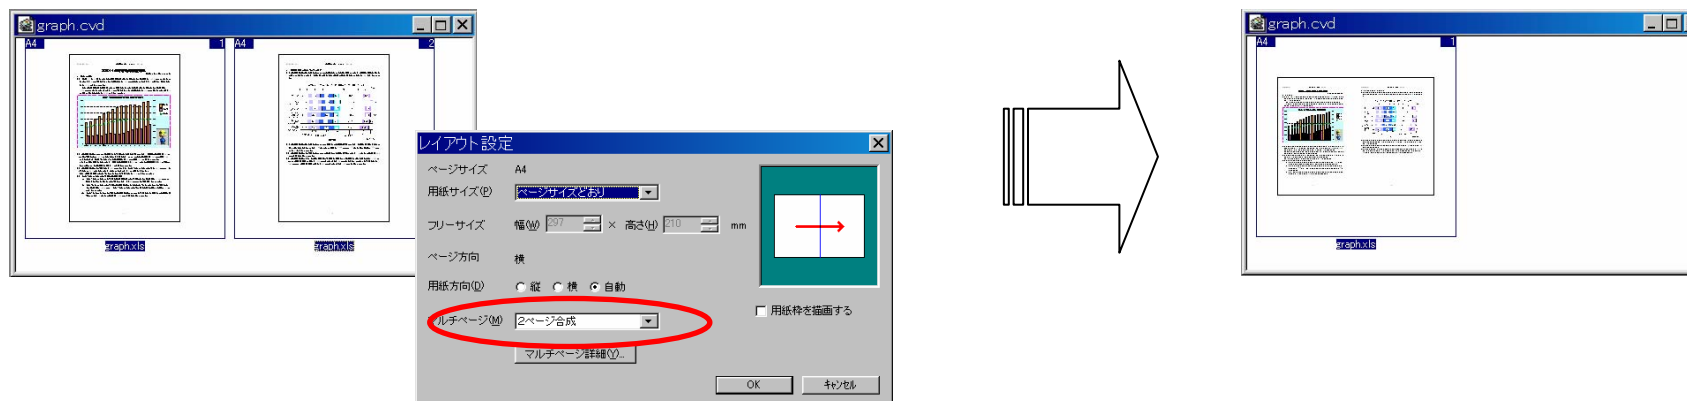 graph.cvd
A4 1 A4 2
graph.xls graph.xls
レイアウト設定
ページサイズ A4
用紙サイズ(P) ページサイズどおり
フリーサイズ 幅(W) 297 × 高さ(H) 210 mm
ページ方向 横
用紙方向(D) 縦 横 自動
ルチページ(M) 2ページ合成
マルチページ詳細(Y)...
用紙枠を描画する
OK キャンセル
graph.cvd
A4 1
graph.xls